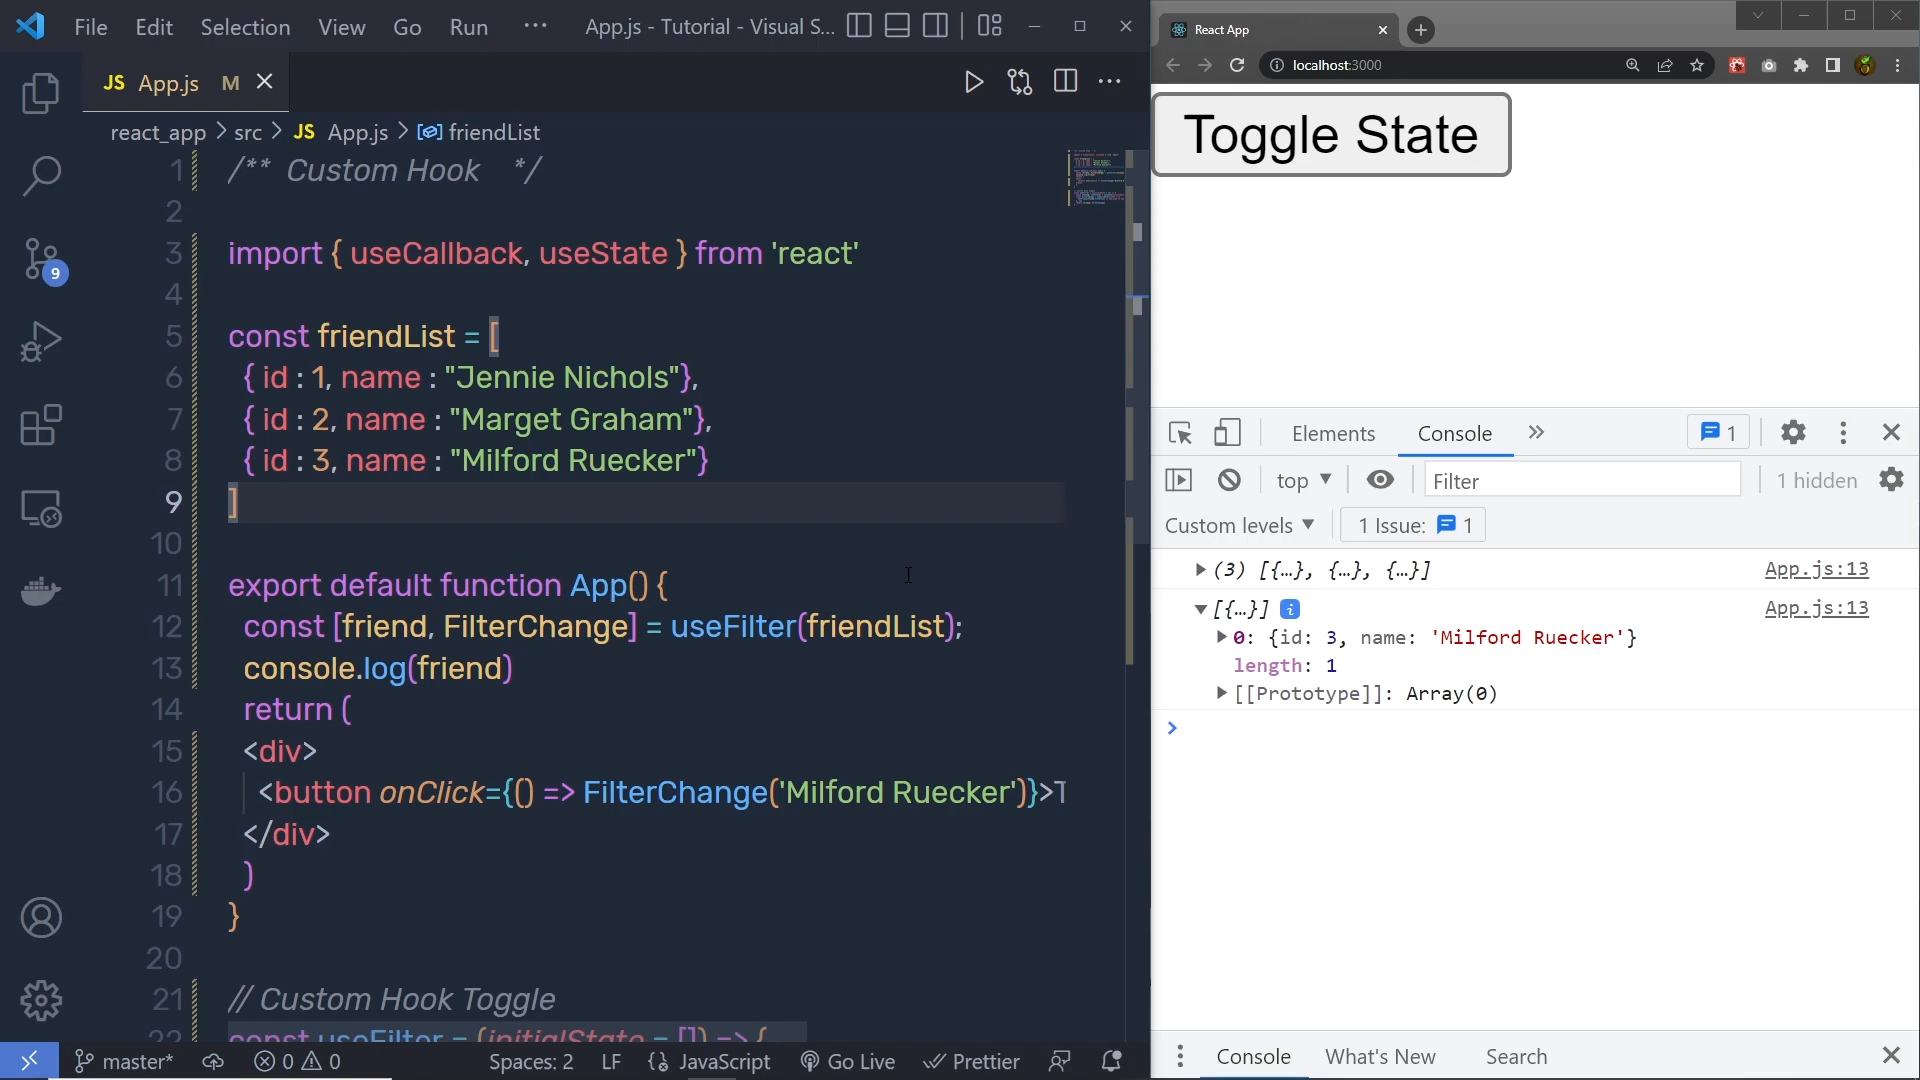 File Edit Selection View Go Run ··· App.js - Tutorial - Visual S...
JS App.js M
react_app > src > JS App.js > friendList
1 /** Custom Hook */
2
3 import { useCallback, useState } from 'react'
4
5 const friendList = [
6 { id : 1, name : "Jennie Nichols"},
7 { id : 2, name : "Marget Graham"},
8 { id : 3, name : "Milford Ruecker"}
9 ]
10
11 export default function App() {
12 const [friend, FilterChange] = useFilter(friendList);
13 console.log(friend)
14 return (
15 <div>
16 <button onClick={() => FilterChange('Milford Ruecker')}>T
17 </div>
18 )
19 }
20
21 // Custom Hook Toggle
22 const useFilter = (initialState = []) => {
9
master* 0 0 Spaces: 2 LF {} JavaScript Go Live Prettier
React App
localhost:3000
Toggle State
Elements Console 1
top Filter 1 hidden
Custom levels 1 Issue: 1
(3) [{…}, {…}, {…}] App.js:13
[{…}] i App.js:13
0: {id: 3, name: 'Milford Ruecker'}
length: 1
[[Prototype]]: Array(0)
Console What's New Search